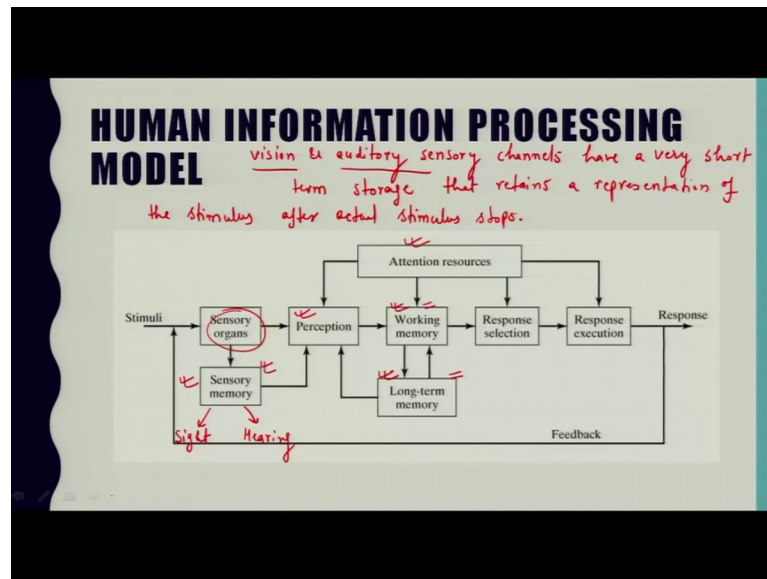 HUMAN INFORMATION PROCESSING
MODEL
vision & auditory sensory channels have a very short
term storage that retains a representation of
the stimulus after actual stimulus stops.
Attention resources
Stimuli
Sensory
organs
Perception
Working
memory
Response
selection
Response
execution
Response
Sensory
memory
Long-term
memory
Sight Hearing
Feedback